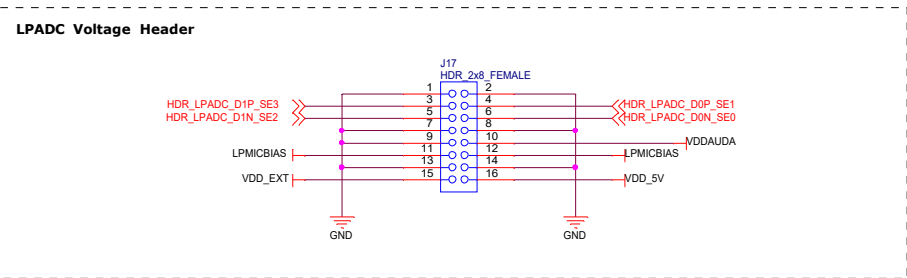 LPADC Voltage Header
J17
HDR_2x8_FEMALE
1 2
HDR_LPADC_D1P_SE3 3 4 HDR_LPADC_D0P_SE1
HDR_LPADC_D1N_SE2 5 6 HDR_LPADC_D0N_SE0
7 8
9 10 VDDAUDA
LPMICBIAS 11 12 LPMICBIAS
13 14
VDD_EXT 15 16 VDD_5V
GND GND